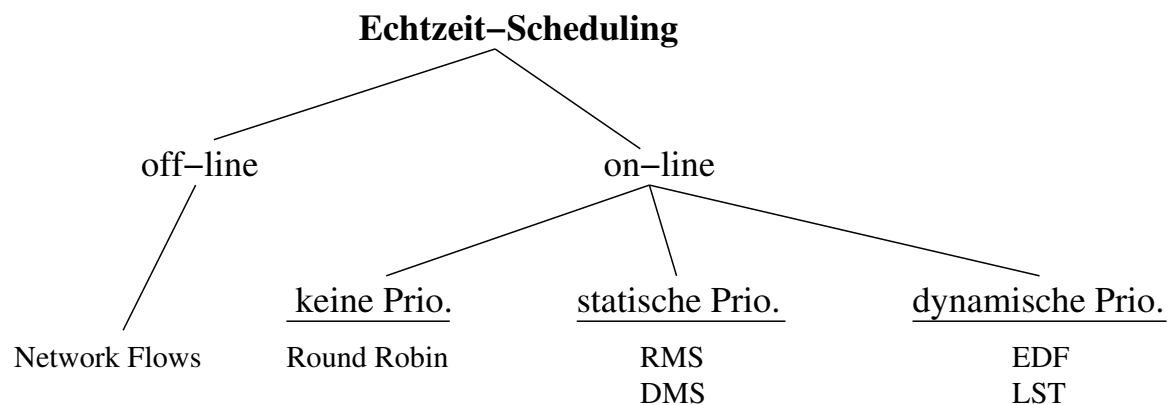 Echtzeit–Scheduling
off–line
on–line
keine Prio.
statische Prio.
dynamische Prio.
Network Flows
Round Robin
RMS
EDF
DMS
LST